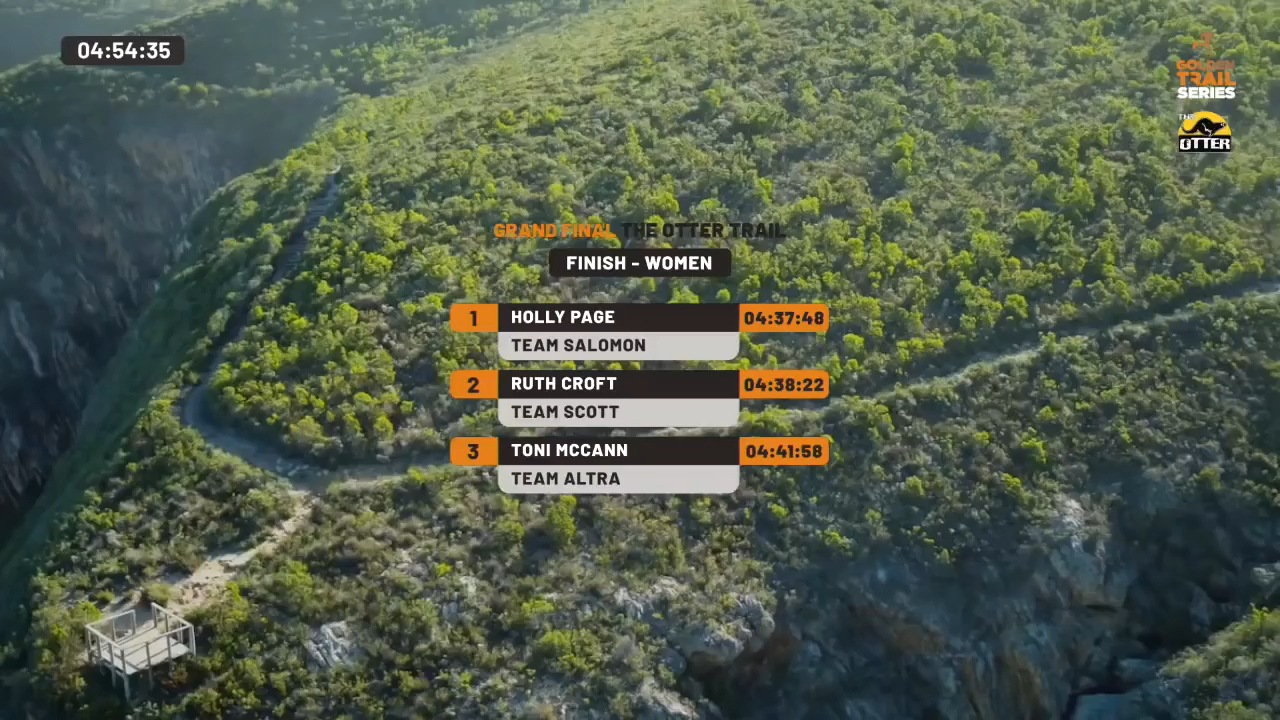 04:54:35
GOLDEN
TRAIL
SERIES
THE
OTTER
GRAND FINAL THE OTTER TRAIL
FINISH - WOMEN
1 HOLLY PAGE 04:37:48
TEAM SALOMON
2 RUTH CROFT 04:38:22
TEAM SCOTT
3 TONI MCCANN 04:41:58
TEAM ALTRA